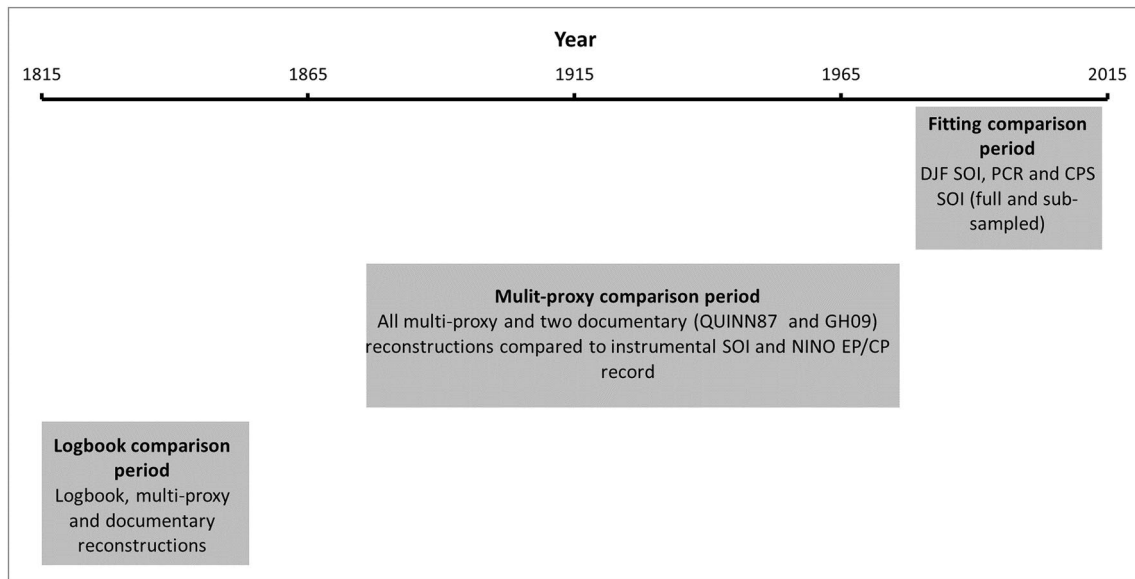 Year
1815 1865 1915 1965 2015
Fitting comparison
period
DJF SOI, PCR and CPS
SOI (full and sub-
sampled)
Mulit-proxy comparison period
All multi-proxy and two documentary (QUINN87 and GH09)
reconstructions compared to instrumental SOI and NINO EP/CP
record
Logbook comparison
period
Logbook, multi-proxy
and documentary
reconstructions